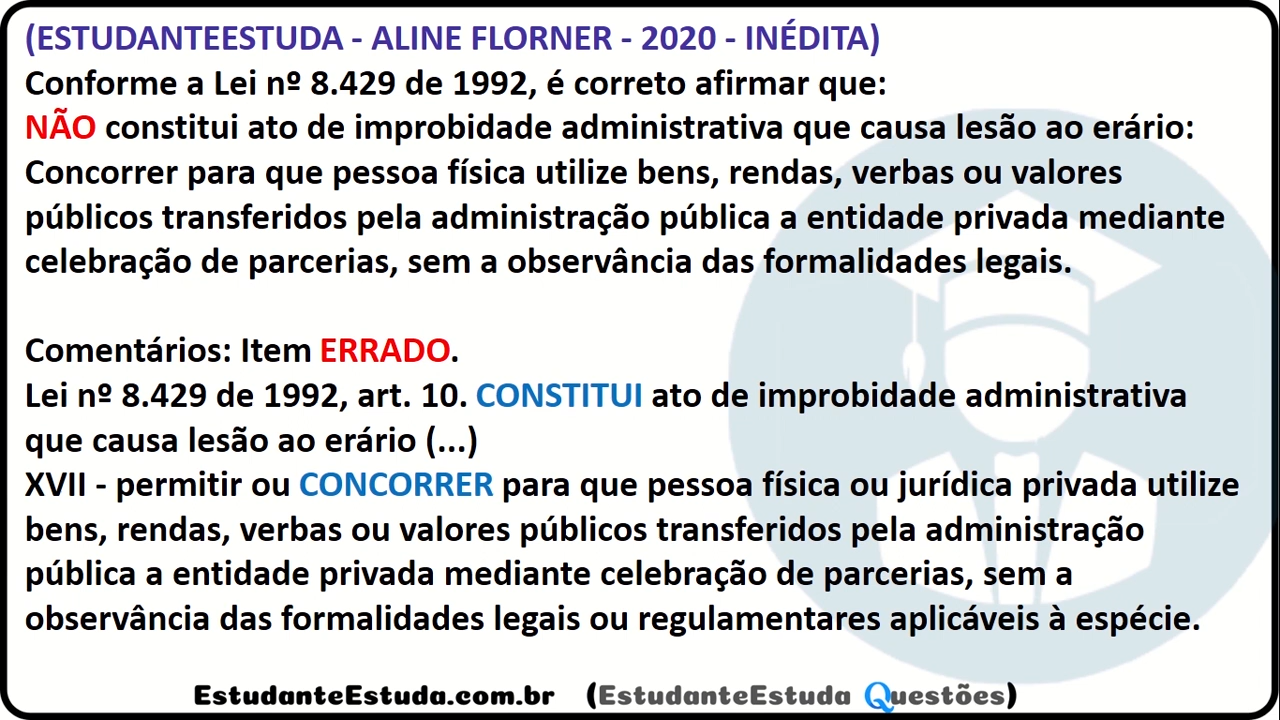 (ESTUDANTEESTUDA - ALINE FLORNER - 2020 - INÉDITA)
Conforme a Lei nº 8.429 de 1992, é correto afirmar que:
NÃO constitui ato de improbidade administrativa que causa lesão ao erário:
Concorrer para que pessoa física utilize bens, rendas, verbas ou valores
públicos transferidos pela administração pública a entidade privada mediante
celebração de parcerias, sem a observância das formalidades legais.
Comentários: Item ERRADO.
Lei nº 8.429 de 1992, art. 10. CONSTITUI ato de improbidade administrativa
que causa lesão ao erário (...)
XVII - permitir ou CONCORRER para que pessoa física ou jurídica privada utilize
bens, rendas, verbas ou valores públicos transferidos pela administração
pública a entidade privada mediante celebração de parcerias, sem a
observância das formalidades legais ou regulamentares aplicáveis à espécie.
EstudanteEstuda.com.br (EstudanteEstuda Questões)